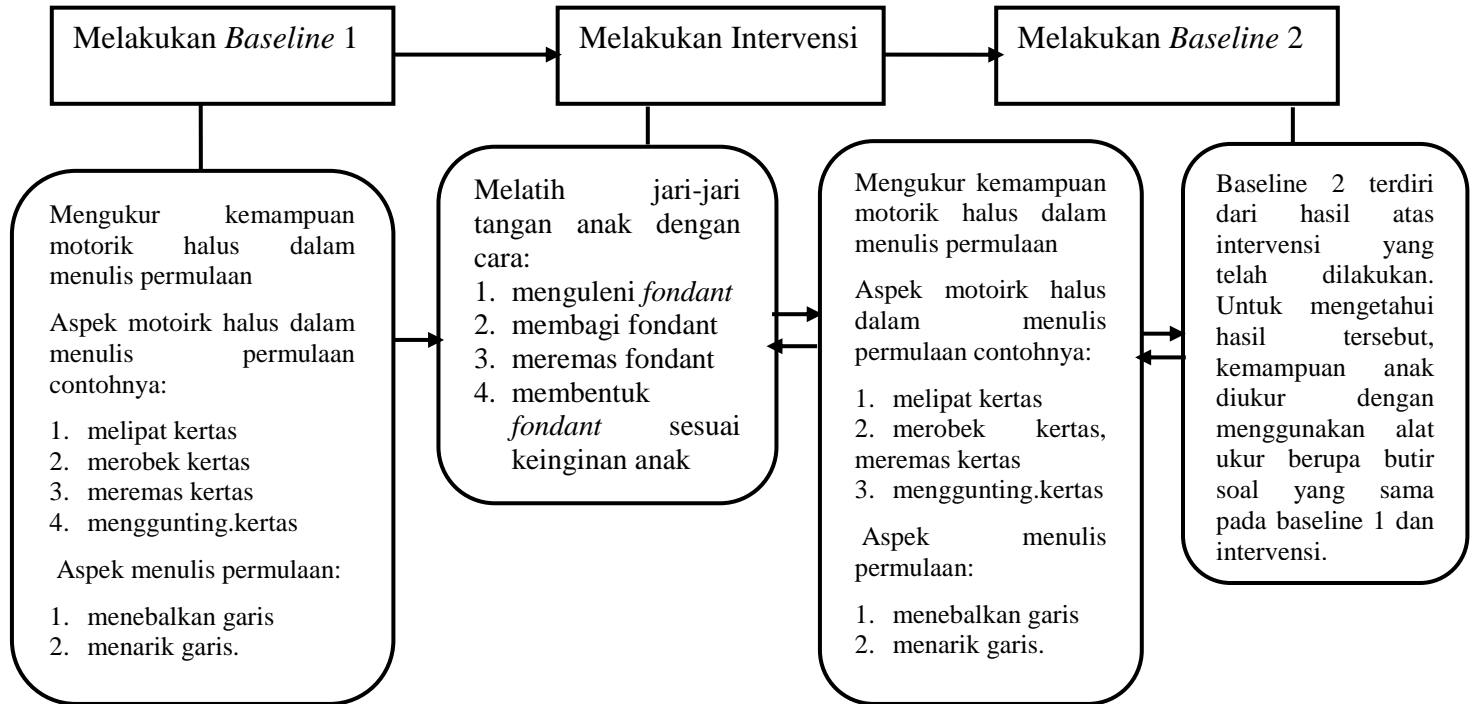 Melakukan Baseline 1
Melakukan Intervensi
Melakukan Baseline 2
Mengukur kemampuan
motorik halus dalam
menulis permulaan
Aspek motoirk halus dalam
menulis permulaan
contohnya:
1. melipat kertas
2. merobek kertas
3. meremas kertas
4. menggunting.kertas
Aspek menulis permulaan:
1. menebalkan garis
2. menarik garis.
Melatih jari-jari
tangan anak dengan
cara:
1. menguleni fondant
2. membagi fondant
3. meremas fondant
4. membentuk
fondant sesuai
keinginan anak
Mengukur kemampuan
motorik halus dalam
menulis permulaan
Aspek motoirk halus
dalam menulis
permulaan contohnya:
1. melipat kertas
2. merobek kertas,
meremas kertas
3. menggunting.kertas
Aspek menulis
permulaan:
1. menebalkan garis
2. menarik garis.
Baseline 2 terdiri
dari hasil atas
intervensi yang
telah dilakukan.
Untuk mengetahui
hasil tersebut,
kemampuan anak
diukur dengan
menggunakan alat
ukur berupa butir
soal yang sama
pada baseline 1 dan
intervensi.